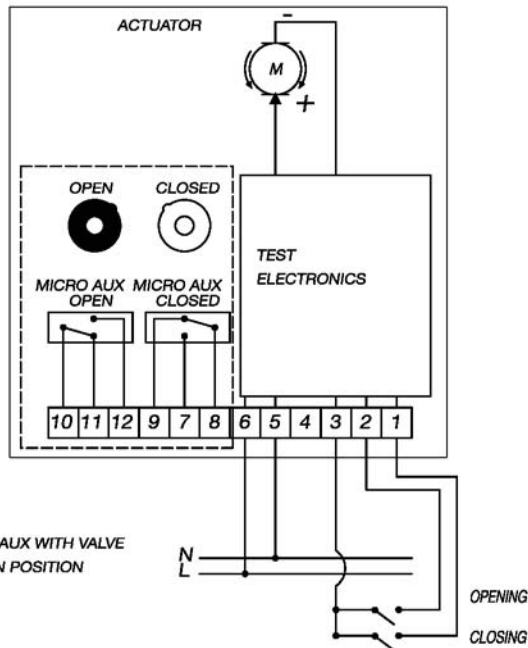 ACTUATOR
-
M
+
OPEN CLOSED
TEST
ELECTRONICS
MICRO AUX MICRO AUX
OPEN CLOSED
10 11 12 9 7 8 6 5 4 3 2 1
AUX WITH VALVE
N POSITION
N
L
OPENING
CLOSING